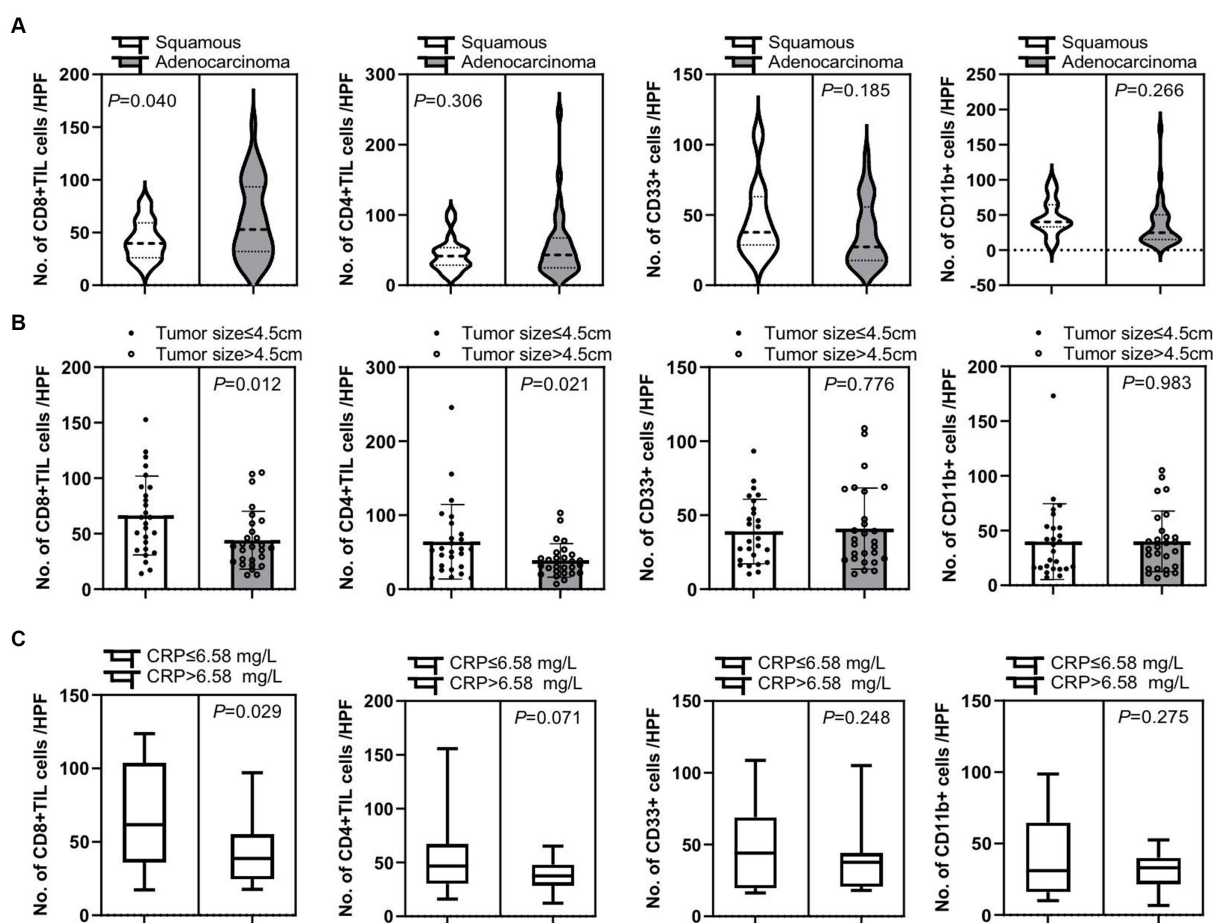 A
Squamous
Adenocarcinoma
No. of CD8+TIL cells /HPF
200
150
100
50
0
P=0.040
Squamous
Adenocarcinoma
No. of CD4+TIL cells /HPF
300
200
100
0
P=0.306
Squamous
Adenocarcinoma
No. of CD33+ cells /HPF
150
100
50
0
P=0.185
Squamous
Adenocarcinoma
No. of CD11b+ cells /HPF
250
200
150
100
50
0
-50
P=0.266
B
Tumor size≤4.5cm
Tumor size>4.5cm
No. of CD8+TIL cells /HPF
200
150
100
50
0
P=0.012
Tumor size≤4.5cm
Tumor size>4.5cm
No. of CD4+TIL cells /HPF
300
200
100
0
P=0.021
Tumor size≤4.5cm
Tumor size>4.5cm
No. of CD33+ cells /HPF
150
100
50
0
P=0.776
Tumor size≤4.5cm
Tumor size>4.5cm
No. of CD11b+ cells /HPF
200
150
100
50
0
P=0.983
C
CRP≤6.58 mg/L
CRP>6.58 mg/L
No. of CD8+TIL cells /HPF
150
100
50
0
P=0.029
CRP≤6.58 mg/L
CRP>6.58 mg/L
No. of CD4+TIL cells /HPF
200
150
100
50
0
P=0.071
CRP≤6.58 mg/L
CRP>6.58 mg/L
No. of CD33+ cells /HPF
150
100
50
0
P=0.248
CRP≤6.58 mg/L
CRP>6.58 mg/L
No. of CD11b+ cells /HPF
150
100
50
0
P=0.275